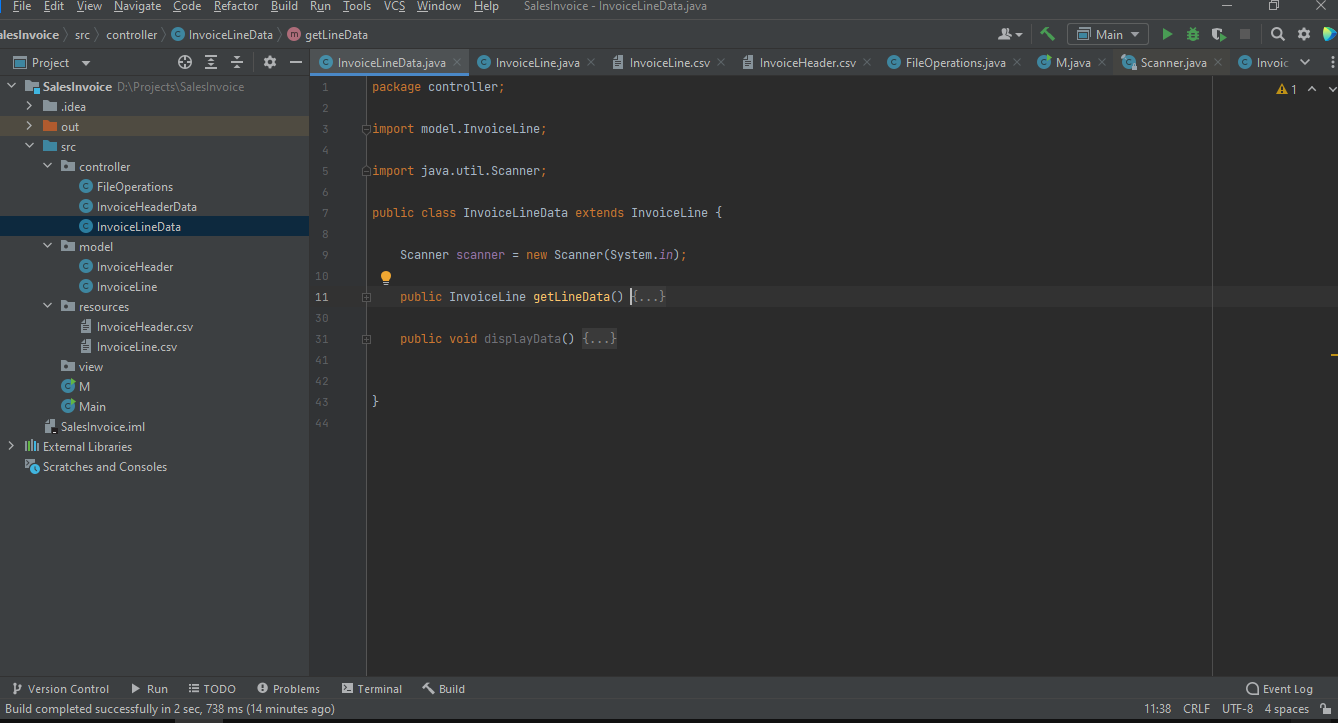 File Edit View Navigate Code Refactor Build Run Tools VCS Window Help SalesInvoice - InvoiceLineData.java
alesInvoice src controller InvoiceLineData getLineData Main
Project InvoiceLineData.java InvoiceLine.java InvoiceLine.csv InvoiceHeader.csv FileOperations.java M.java Scanner.java Invoic
SalesInvoice D:\Projects\SalesInvoice
.idea
out
src
controller
FileOperations
InvoiceHeaderData
InvoiceLineData
model
InvoiceHeader
InvoiceLine
resources
InvoiceHeader.csv
InvoiceLine.csv
view
M
Main
SalesInvoice.iml
External Libraries
Scratches and Consoles
1 package controller; 1
2
3 import model.InvoiceLine;
4
5 import java.util.Scanner;
6
7 public class InvoiceLineData extends InvoiceLine {
8
9 Scanner scanner = new Scanner(System.in);
10
11 public InvoiceLine getLineData() {...}
30
31 public void displayData() {...}
41
42
43 }
44
Version Control Run TODO Problems Terminal Build Event Log
Build completed successfully in 2 sec, 738 ms (14 minutes ago) 11:38 CRLF UTF-8 4 spaces